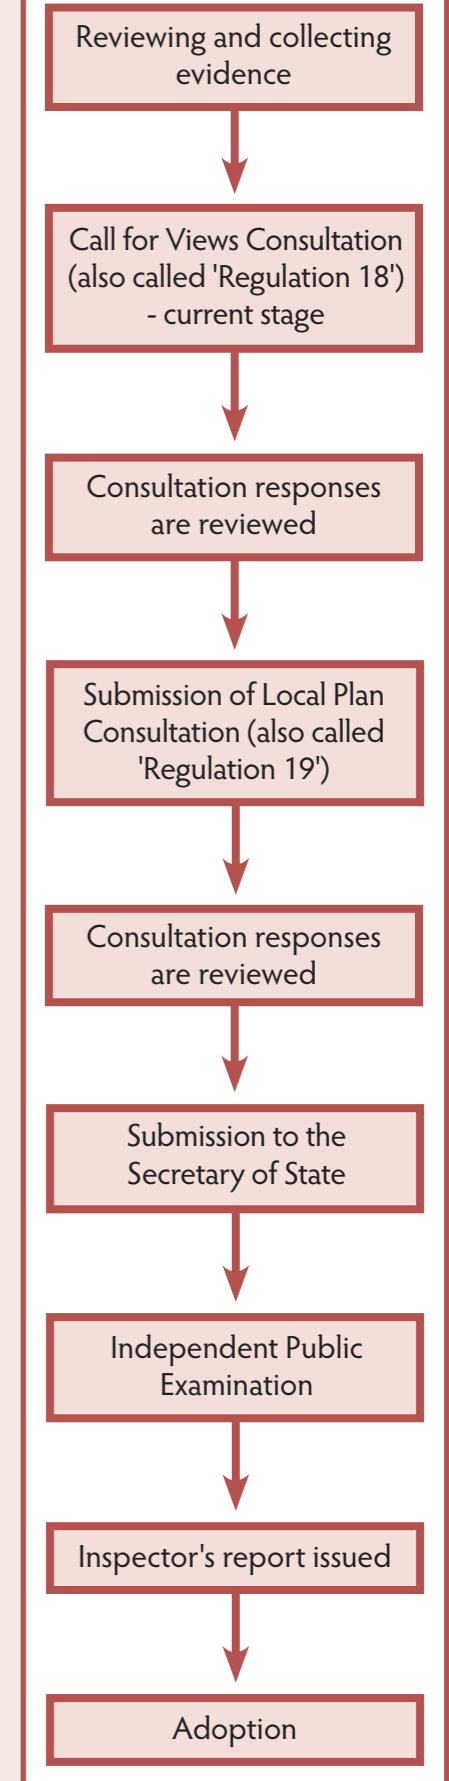 Reviewing and collecting
evidence
Call for Views Consultation
(also called 'Regulation 18')
- current stage
Consultation responses
are reviewed
Submission of Local Plan
Consultation (also called
'Regulation 19')
Consultation responses
are reviewed
Submission to the
Secretary of State
Independent Public
Examination
Inspector's report issued
Adoption